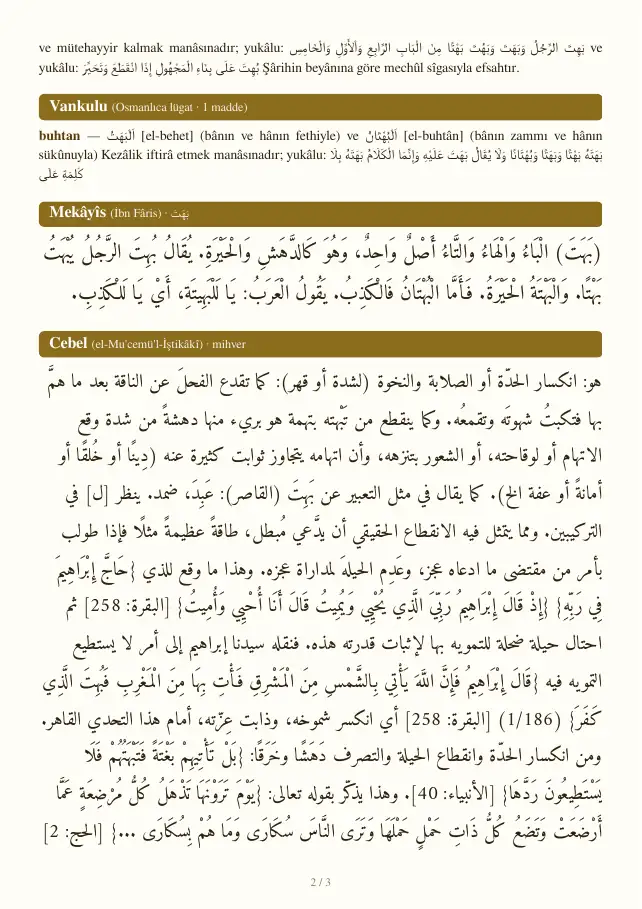 ve mütehayyir kalmak manâsınadır; yukâlu: بَهِتَ الرَّجُلُ وَبَهَتَ وَبَهُتَ بَهْتًا مِنَ الْبَابِ الرَّابِعِ وَالْأَوَّلِ وَالْخَامِسِ ve
yukâlu: بُهِتَ عَلَى بِنَاءِ الْمَجْهُولِ إِذَا انْقَطَعَ وَتَحَيَّرَ Şârihin beyânına göre mechûl sîgasıyla efsahtır.
Vankulu (Osmanlıca lügat · 1 madde)
buhtan — اَلْبَهَتُ [el-behet] (bânın ve hânın fethiyle) ve اَلْبُهْتَانُ [el-buhtân] (bânın zammı ve hânın
sükûnuyla) Kezâlik iftirâ etmek manâsınadır; yukâlu: بَهَتَهُ بَهْتًا وَبَهَتًا وَبُهْتَانًا وَلَا يُقَالُ بَهَتَ عَلَيْهِ وَإِنَّمَا الْكَلَامُ بَهَتَهُ بِلَا
كَلِمَةِ عَلَى
Mekâyîs (İbn Fâris) · بَهَتَ
(بَهَتَ) الْبَاءُ وَالْهَاءُ وَالتَّاءُ أَصْلٌ وَاحِدٌ، وَهُوَ كَالدَّهَشِ وَالْحَيْرَةِ. يُقَالُ بُهِتَ الرَّجُلُ يُبْهَتُ
بَهْتًا. وَالْبَهْتَةُ الْحَيْرَةُ. فَأَمَّا الْبُهْتَانُ فَالْكَذِبُ. يَقُولُ الْعَرَبُ: يَا لَلْبَهِيتَةِ، أَيْ يَا لَلْكَذِبِ.
Cebel (el-Mu'cemü'l-İştikâkî) · mihver
هو: انكسار الحدّة أو الصلابة والنخوة (لشدة أو قهر): كما تقدع الفحلَ عن الناقة بعد ما همَّ
بها فتكبتُ شهوتَه وتقمعُه. وكما ينقطع من تَبْهته بتهمة هو بريء منها دهشةً من شدة وقع
الاتهام أو لوقاحته، أو الشعور بتنزهه، وأن اتهامه يتجاوز ثوابت كثيرة عنه (دِينًا أو خُلقًا أو
أمانةً أو عفة الخ). كما يقال في مثل التعبير عن بَهِتَ (القاصر): عَبِدَ، ضمد. ينظر [ل] في
التركيبين. ومما يتمثل فيه الانقطاع الحقيقي أن يدَّعي مُبطل، طاقةً عظيمةً مثلًا فإذا طولب
بأمر من مقتضى ما ادعاه عجز، وعَدِم الحيلة لمداراة عجزه. وهذا ما وقع للذي {حَاجَّ إِبْرَاهِيمَ
فِي رَبِّهِ} {إِذْ قَالَ إِبْرَاهِيمُ رَبِّيَ الَّذِي يُحْيِي وَيُمِيتُ قَالَ أَنَا أُحْيِي وَأُمِيتُ} [البقرة: 258] ثم
احتال حيلة ضحلة للتمويه بها لإثبات قدرته هذه. فنقله سيدنا إبراهيم إلى أمر لا يستطيع
التمويه فيه {قَالَ إِبْرَاهِيمُ فَإِنَّ اللَّهَ يَأْتِي بِالشَّمْسِ مِنَ الْمَشْرِقِ فَأْتِ بِهَا مِنَ الْمَغْرِبِ فَبُهِتَ الَّذِي
كَفَرَ} (1/186) [البقرة: 258] أي انكسر شموخه، وذابت عِزّته، أمام هذا التحدي القاهر.
ومن انكسار الحدّة وانقطاع الحيلة والتصرف دَهَشًا وخَرَقًا: {بَلْ تَأْتِيهِمْ بَغْتَةً فَتَبْهَتُهُمْ فَلَا
يَسْتَطِيعُونَ رَدَّهَا} [الأنبياء: 40]. وهذا يذكّر بقوله تعالى: {يَوْمَ تَرَوْنَهَا تَذْهَلُ كُلُّ مُرْضِعَةٍ عَمَّا
أَرْضَعَتْ وَتَضَعُ كُلُّ ذَاتِ حَمْلٍ حَمْلَهَا وَتَرَى النَّاسَ سُكَارَى وَمَا هُمْ بِسُكَارَى ...} [الحج: 2]
2 / 3